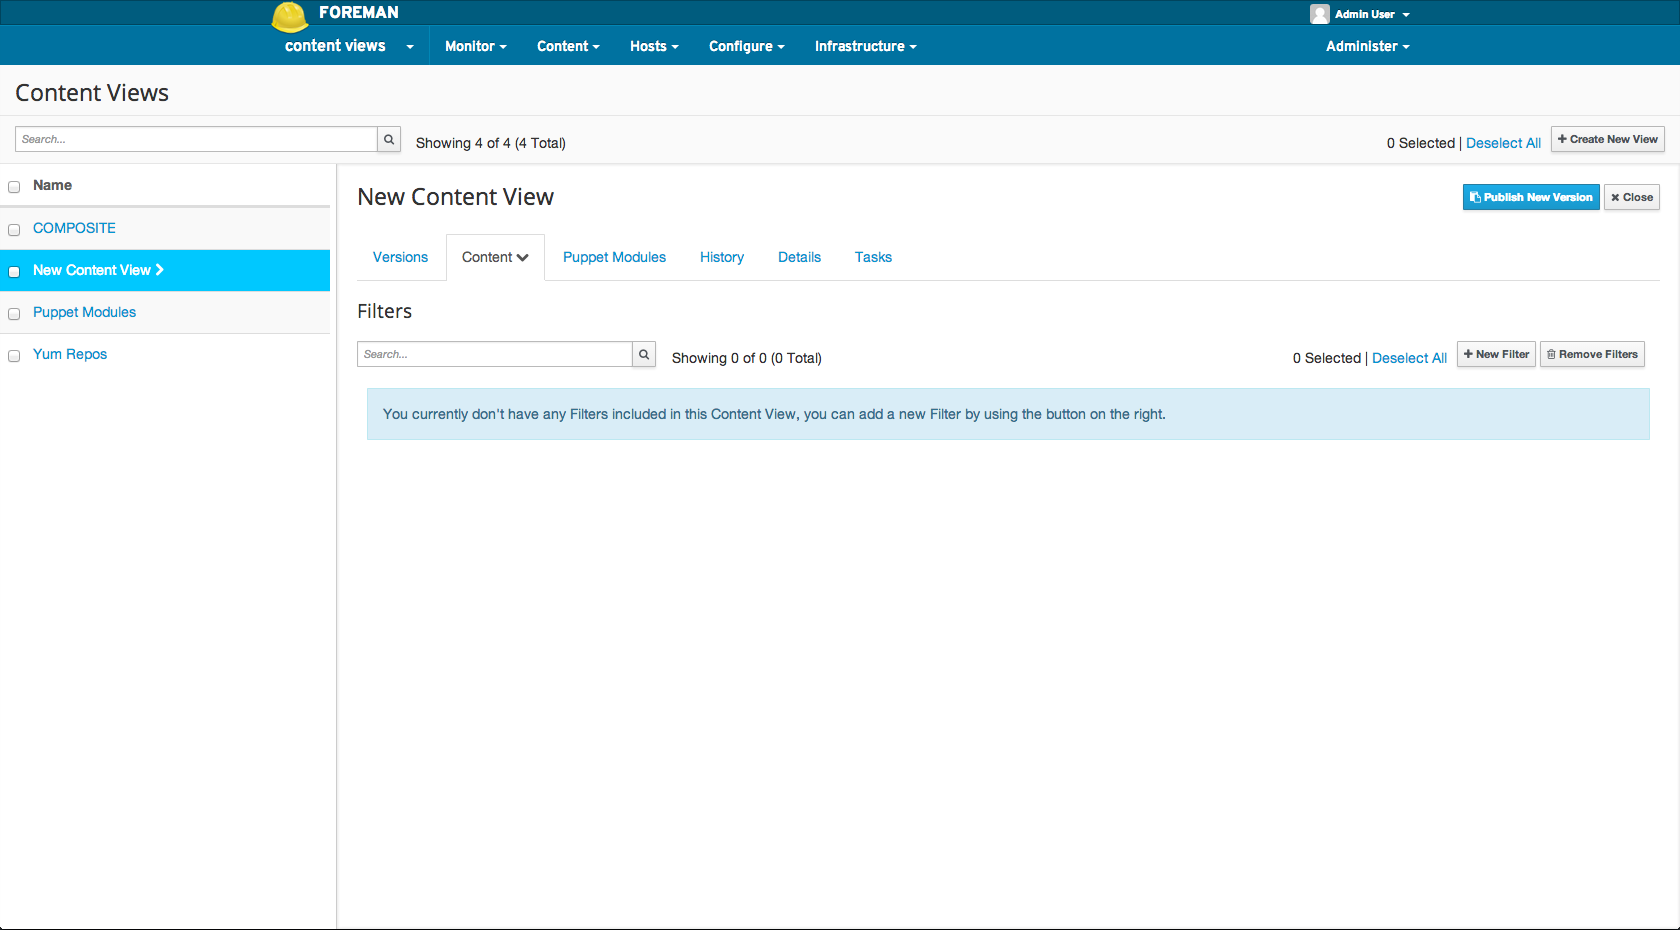 FOREMAN
Admin User
content views
Monitor
Content
Hosts
Configure
Infrastructure
Administer
Content Views
Search...
Showing 4 of 4 (4 Total)
0 Selected | Deselect All
Create New View
Name
COMPOSITE
New Content View
Puppet Modules
Yum Repos
New Content View
Publish New Version
Close
Versions
Content
Puppet Modules
History
Details
Tasks
Filters
Search...
Showing 0 of 0 (0 Total)
0 Selected | Deselect All
New Filter
Remove Filters
You currently don't have any Filters included in this Content View, you can add a new Filter by using the button on the right.